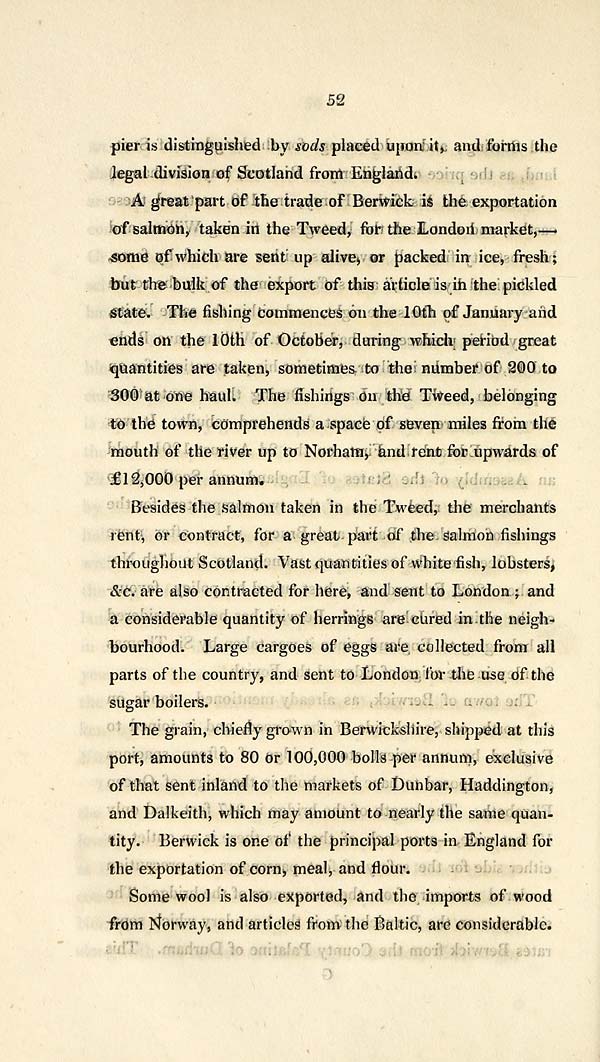 52
pier is distinguished by sods placed upon it, and forms the
legal division of Scotland from England.
A great part of the trade of Berwick is the exportation
of salmon, taken in the Tweed, for the London market,—
some of which are sent up alive, or packed in ice, fresh;
but the bulk of the export of this article is in the pickled
state. The fishing commences on the 10th of January and
ends on the 10th of October, during which period great
quantities are taken, sometimes to the number of 200 to
300 at one haul. The fishings on the Tweed, belonging
to the town, comprehends a space of seven miles from the
mouth of the river up to Norham, and rent for upwards of
£12,000 per annum.
Besides the salmon taken in the Tweed, the merchants
rent, or contract, for a great part of the salmon fishings
throughout Scotland. Vast quantities of white fish, lobsters,
&c. are also contracted for here, and sent to London; and
a considerable quantity of herrings are cured in the neigh-
bourhood. Large cargoes of eggs are collected from all
parts of the country, and sent to London for the use of the
sugar boilers.
The grain, chiefly grown in Berwickshire, shipped at this
port, amounts to 80 or 100,000 bolls per annum, exclusive
of that sent inland to the markets of Dunbar, Haddington,
and Dalkeith, which may amount to nearly the same quan-
tity. Berwick is one of the principal ports in England for
the exportation of corn, meal, and flour.
Some wool is also exported, and the imports of wood
from Norway, and articles from the Baltic, are considerable.